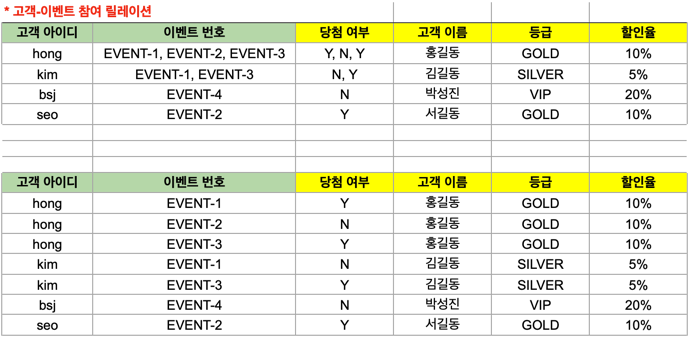 * 고객-이벤트 참여 릴레이션
고객 아이디 이벤트 번호 당첨 여부 고객 이름 등급 할인율
hong EVENT-1, EVENT-2, EVENT-3 Y, N, Y 홍길동 GOLD 10%
kim EVENT-1, EVENT-3 N, Y 김길동 SILVER 5%
bsj EVENT-4 N 박성진 VIP 20%
seo EVENT-2 Y 서길동 GOLD 10%
고객 아이디 이벤트 번호 당첨 여부 고객 이름 등급 할인율
hong EVENT-1 Y 홍길동 GOLD 10%
hong EVENT-2 N 홍길동 GOLD 10%
hong EVENT-3 Y 홍길동 GOLD 10%
kim EVENT-1 N 김길동 SILVER 5%
kim EVENT-3 Y 김길동 SILVER 5%
bsj EVENT-4 N 박성진 VIP 20%
seo EVENT-2 Y 서길동 GOLD 10%